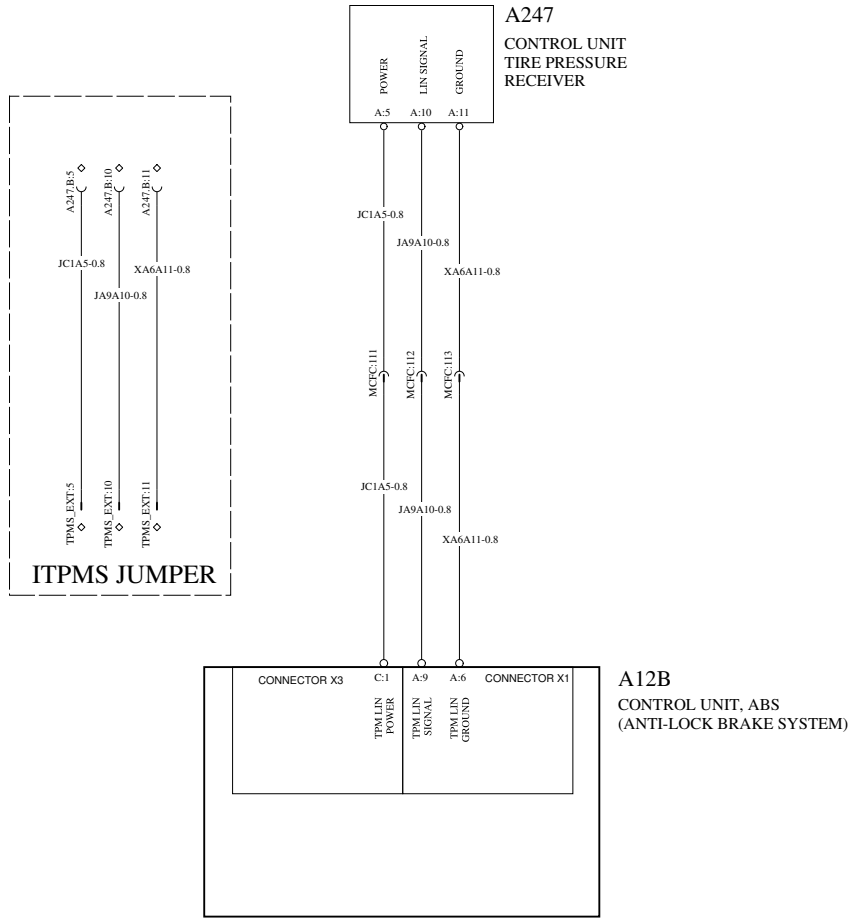 A247
CONTROL UNIT
TIRE PRESSURE
RECEIVER
POWER
LIN SIGNAL
GROUND
A:5
A:10
A:11
A247.B:5
A247.B:10
A247.B:11
JC1A5-0.8
JA9A10-0.8
XA6A11-0.8
TPMS_EXT:5
TPMS_EXT:10
TPMS_EXT:11
ITPMS JUMPER
JC1A5-0.8
JA9A10-0.8
XA6A11-0.8
MCFC:111
MCFC:112
MCFC:113
JC1A5-0.8
JA9A10-0.8
XA6A11-0.8
CONNECTOR X3
C:1
A:9
A:6
CONNECTOR X1
TPM LIN
POWER
TPM LIN
SIGNAL
TPM LIN
GROUND
A12B
CONTROL UNIT, ABS
(ANTI-LOCK BRAKE SYSTEM)